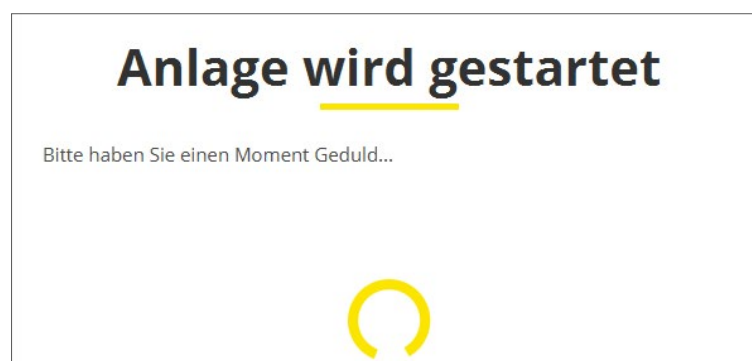 Anlage wird gestartet
Bitte haben Sie einen Moment Geduld...